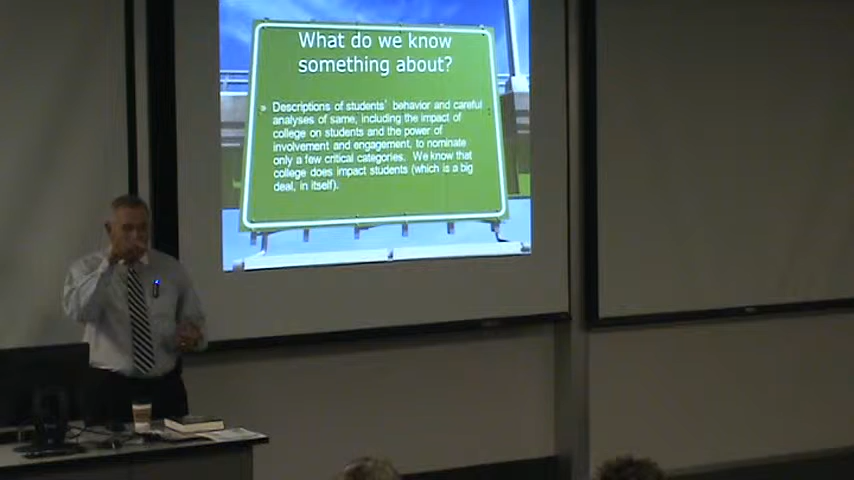 What do we know
something about?
» Descriptions of students' behavior and careful
analyses of same, including the impact of
college on students and the power of
involvement and engagement, to nominate
only a few critical categories. We know that
college does impact students (which is a big
deal, in itself).